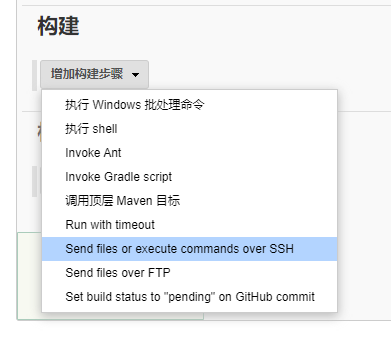 构建
增加构建步骤
执行 Windows 批处理命令
执行 shell
Invoke Ant
Invoke Gradle script
调用顶层 Maven 目标
Run with timeout
Send files or execute commands over SSH
Send files over FTP
Set build status to "pending" on GitHub commit